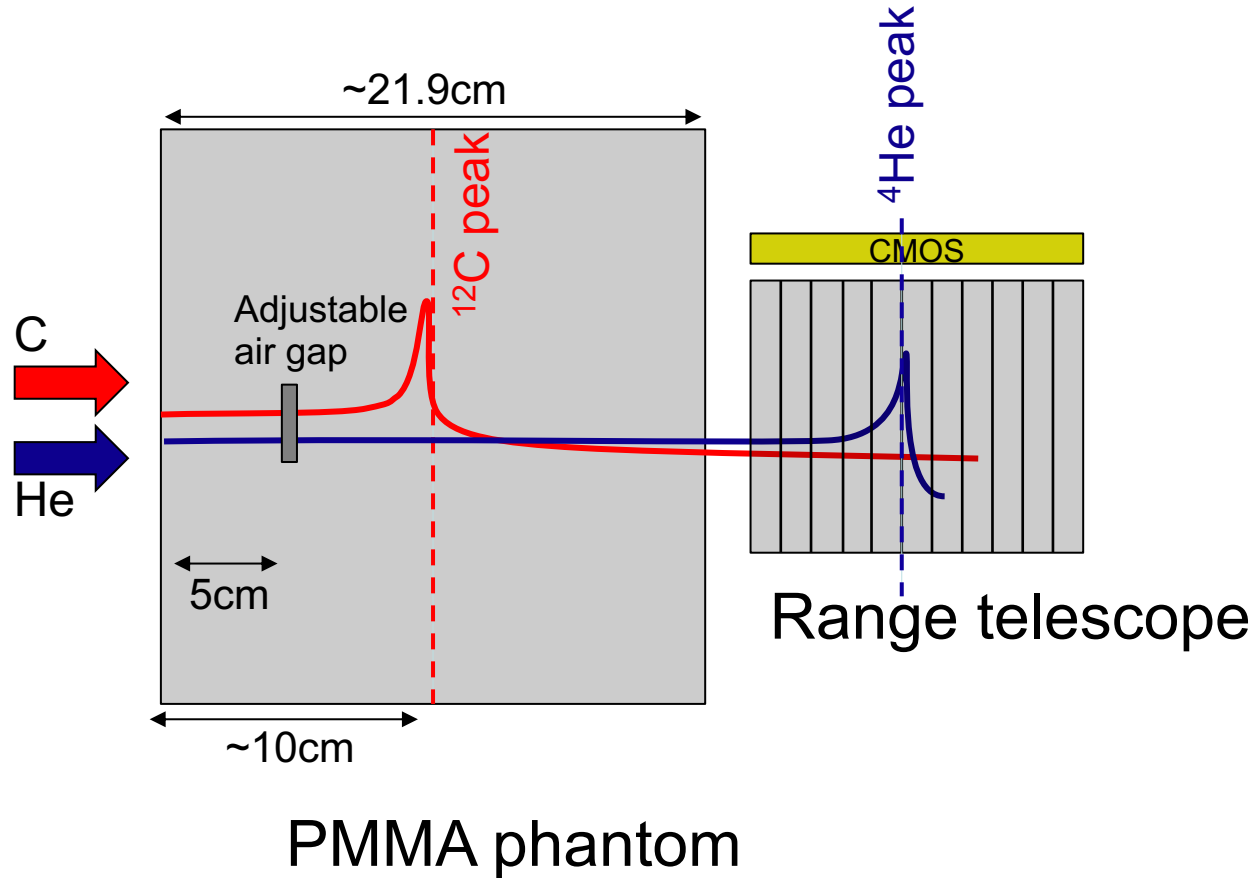 ~21.9cm
¹²C peak
⁴He peak
CMOS
Adjustable
air gap
C
He
5cm
~10cm
Range telescope
PMMA phantom